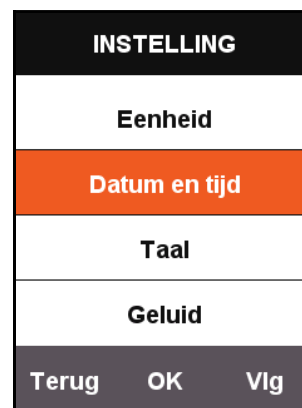 INSTELLING
Eenheid
Datum en tijd
Taal
Geluid
Terug OK Vlg